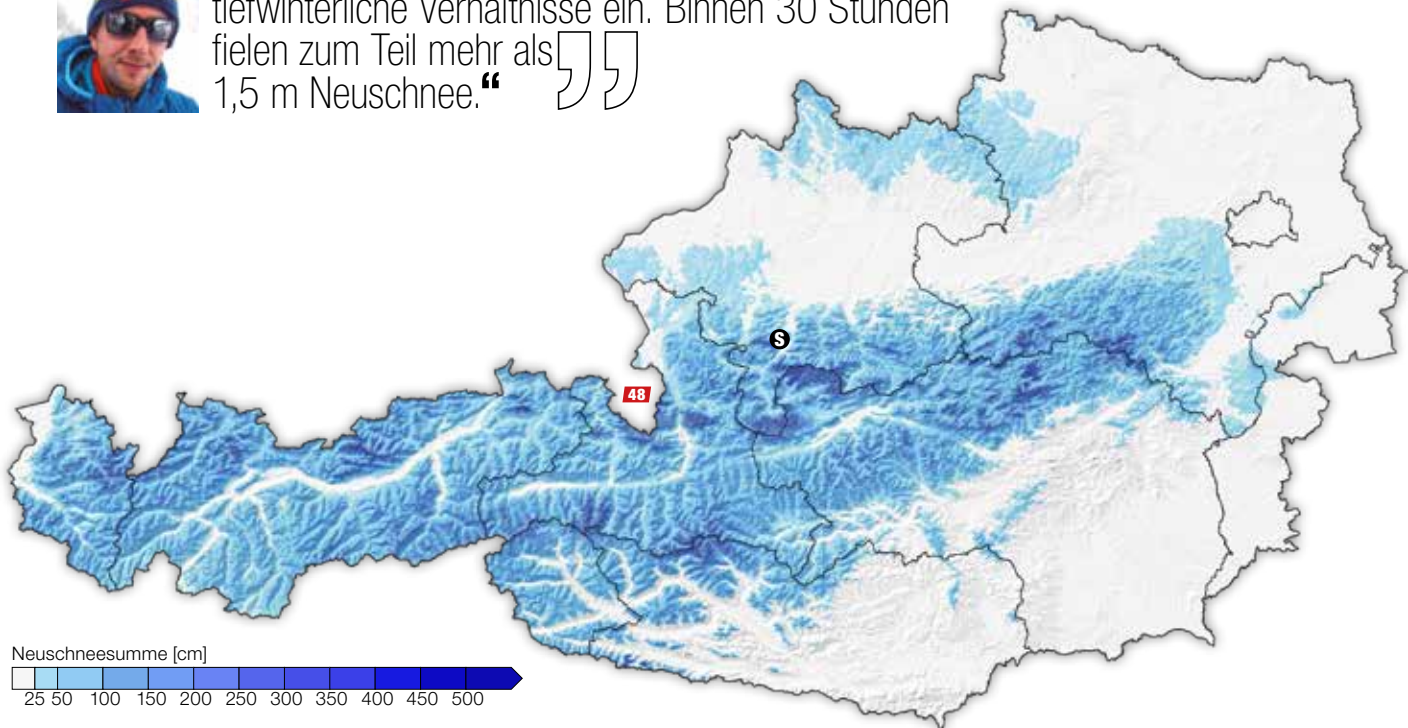 tiefwinterliche Verhältnisse ein. Binnen 30 Stunden
fielen zum Teil mehr als
1,5 m Neuschnee.“
S
48
Neuschneesumme [cm]
25 50 100 150 200 250 300 350 400 450 500